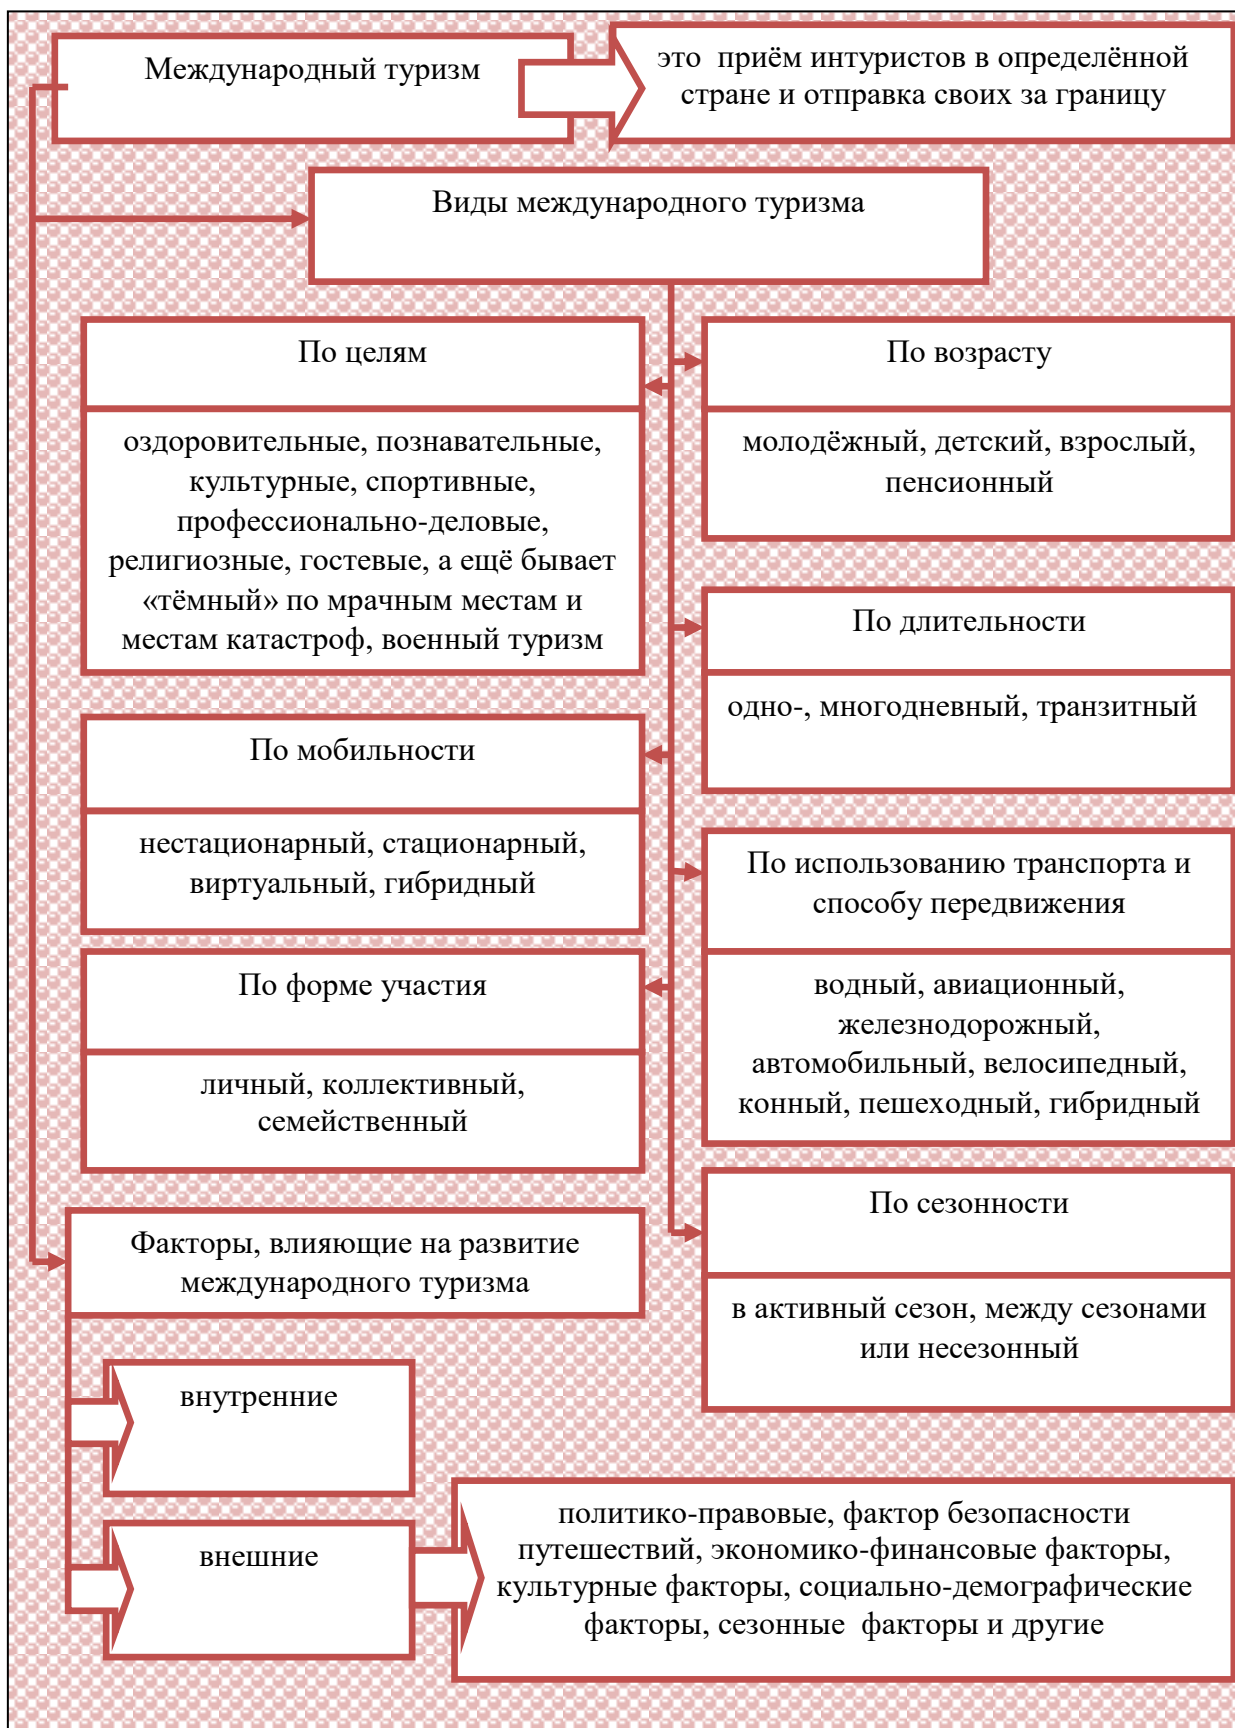 Международный туризм
это  приём интуристов в определённой
стране и отправка своих за границу
Виды международного туризма
По целям
оздоровительные, познавательные,
культурные, спортивные,
профессионально-деловые,
религиозные, гостевые, а ещё бывает
«тёмный» по мрачным местам и
местам катастроф, военный туризм
По возрасту
молодёжный, детский, взрослый,
пенсионный
По длительности
одно-, многодневный, транзитный
По мобильности
нестационарный, стационарный,
виртуальный, гибридный
По использованию транспорта и
способу передвижения
водный, авиационный,
железнодорожный,
автомобильный, велосипедный,
конный, пешеходный, гибридный
По форме участия
личный, коллективный,
семейственный
По сезонности
в активный сезон, между сезонами
или несезонный
Факторы, влияющие на развитие
международного туризма
внутренние
внешние
политико-правовые, фактор безопасности
путешествий, экономико-финансовые факторы,
культурные факторы, социально-демографические
факторы, сезонные  факторы и другие